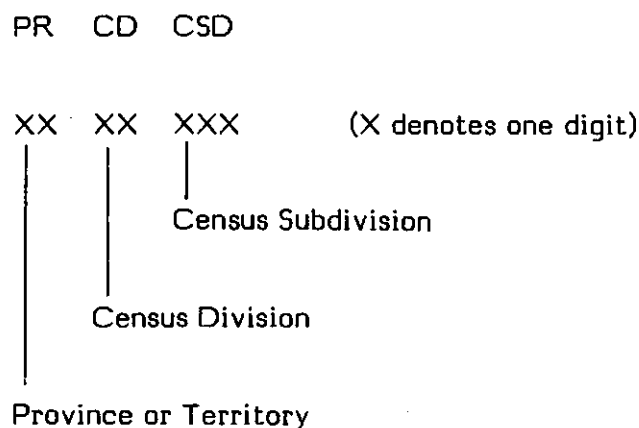 PR CD CSD
XX XX XXX (X denotes one digit)
Census Subdivision
Census Division
Province or Territory